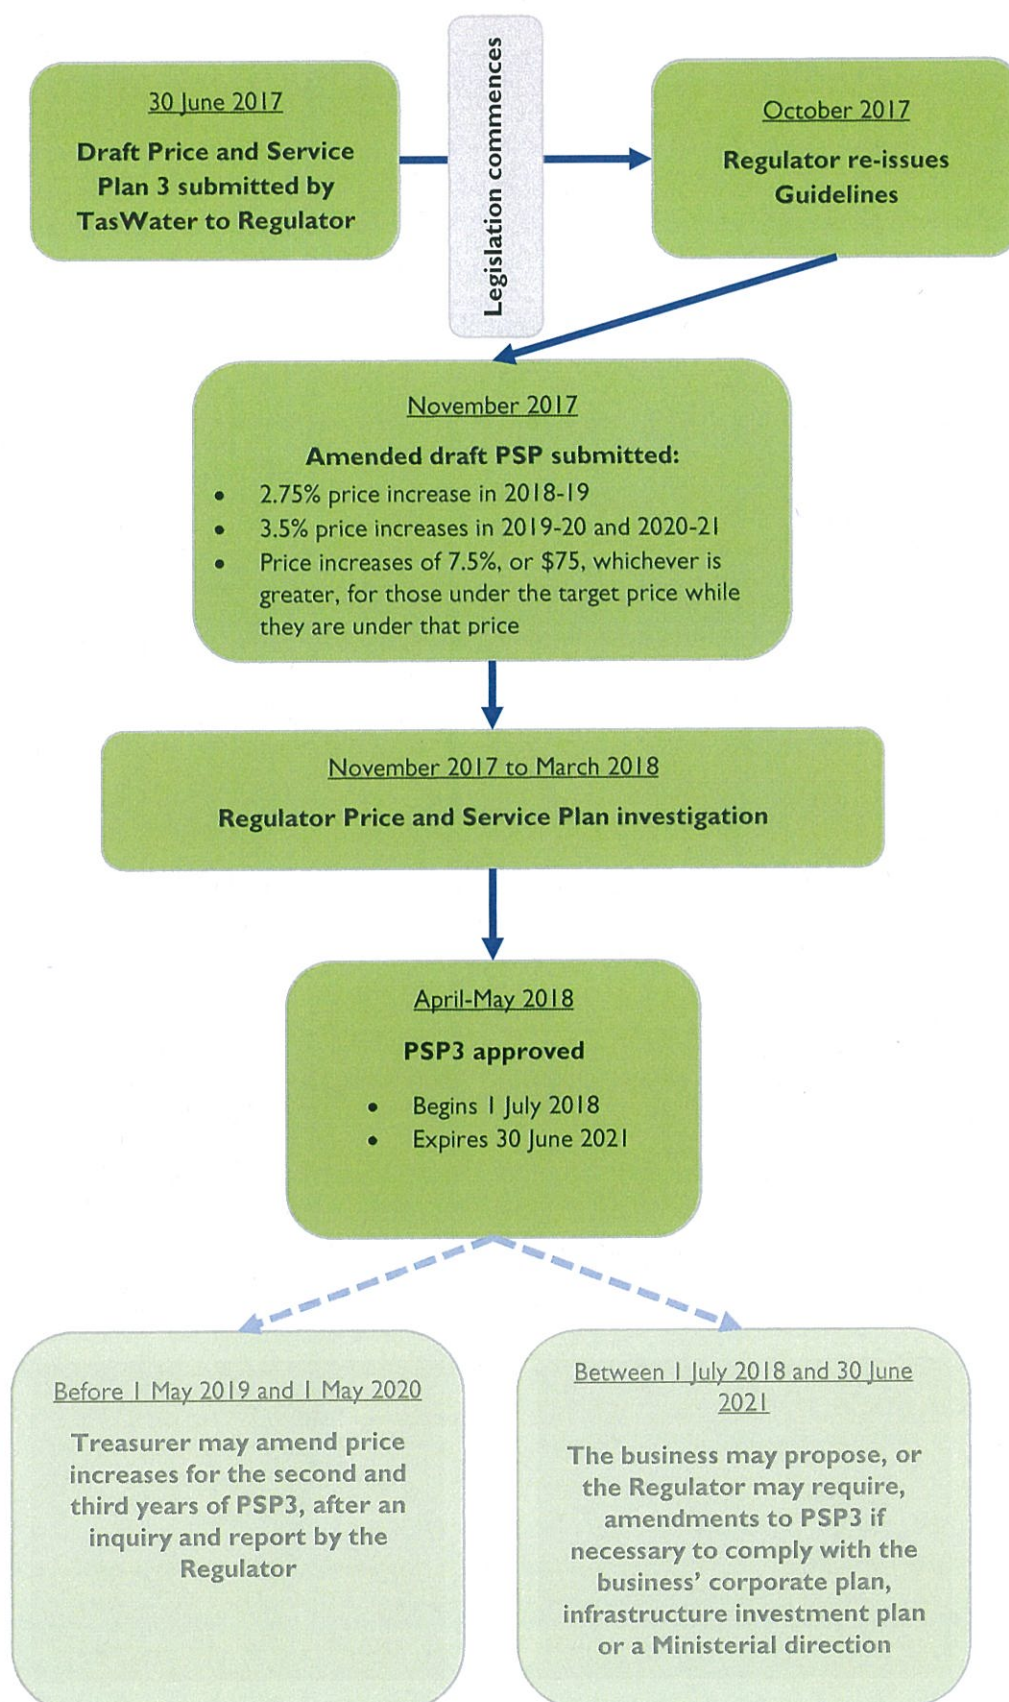 30 June 2017
Draft Price and Service
Plan 3 submitted by
TasWater to Regulator
Legislation commences
October 2017
Regulator re-issues
Guidelines
November 2017
Amended draft PSP submitted:
• 2.75% price increase in 2018-19
• 3.5% price increases in 2019-20 and 2020-21
• Price increases of 7.5%, or $75, whichever is
greater, for those under the target price while
they are under that price
November 2017 to March 2018
Regulator Price and Service Plan investigation
April-May 2018
PSP3 approved
• Begins 1 July 2018
• Expires 30 June 2021
Before 1 May 2019 and 1 May 2020
Treasurer may amend price
increases for the second and
third years of PSP3, after an
inquiry and report by the
Regulator
Between 1 July 2018 and 30 June
2021
The business may propose, or
the Regulator may require,
amendments to PSP3 if
necessary to comply with the
business' corporate plan,
infrastructure investment plan
or a Ministerial direction